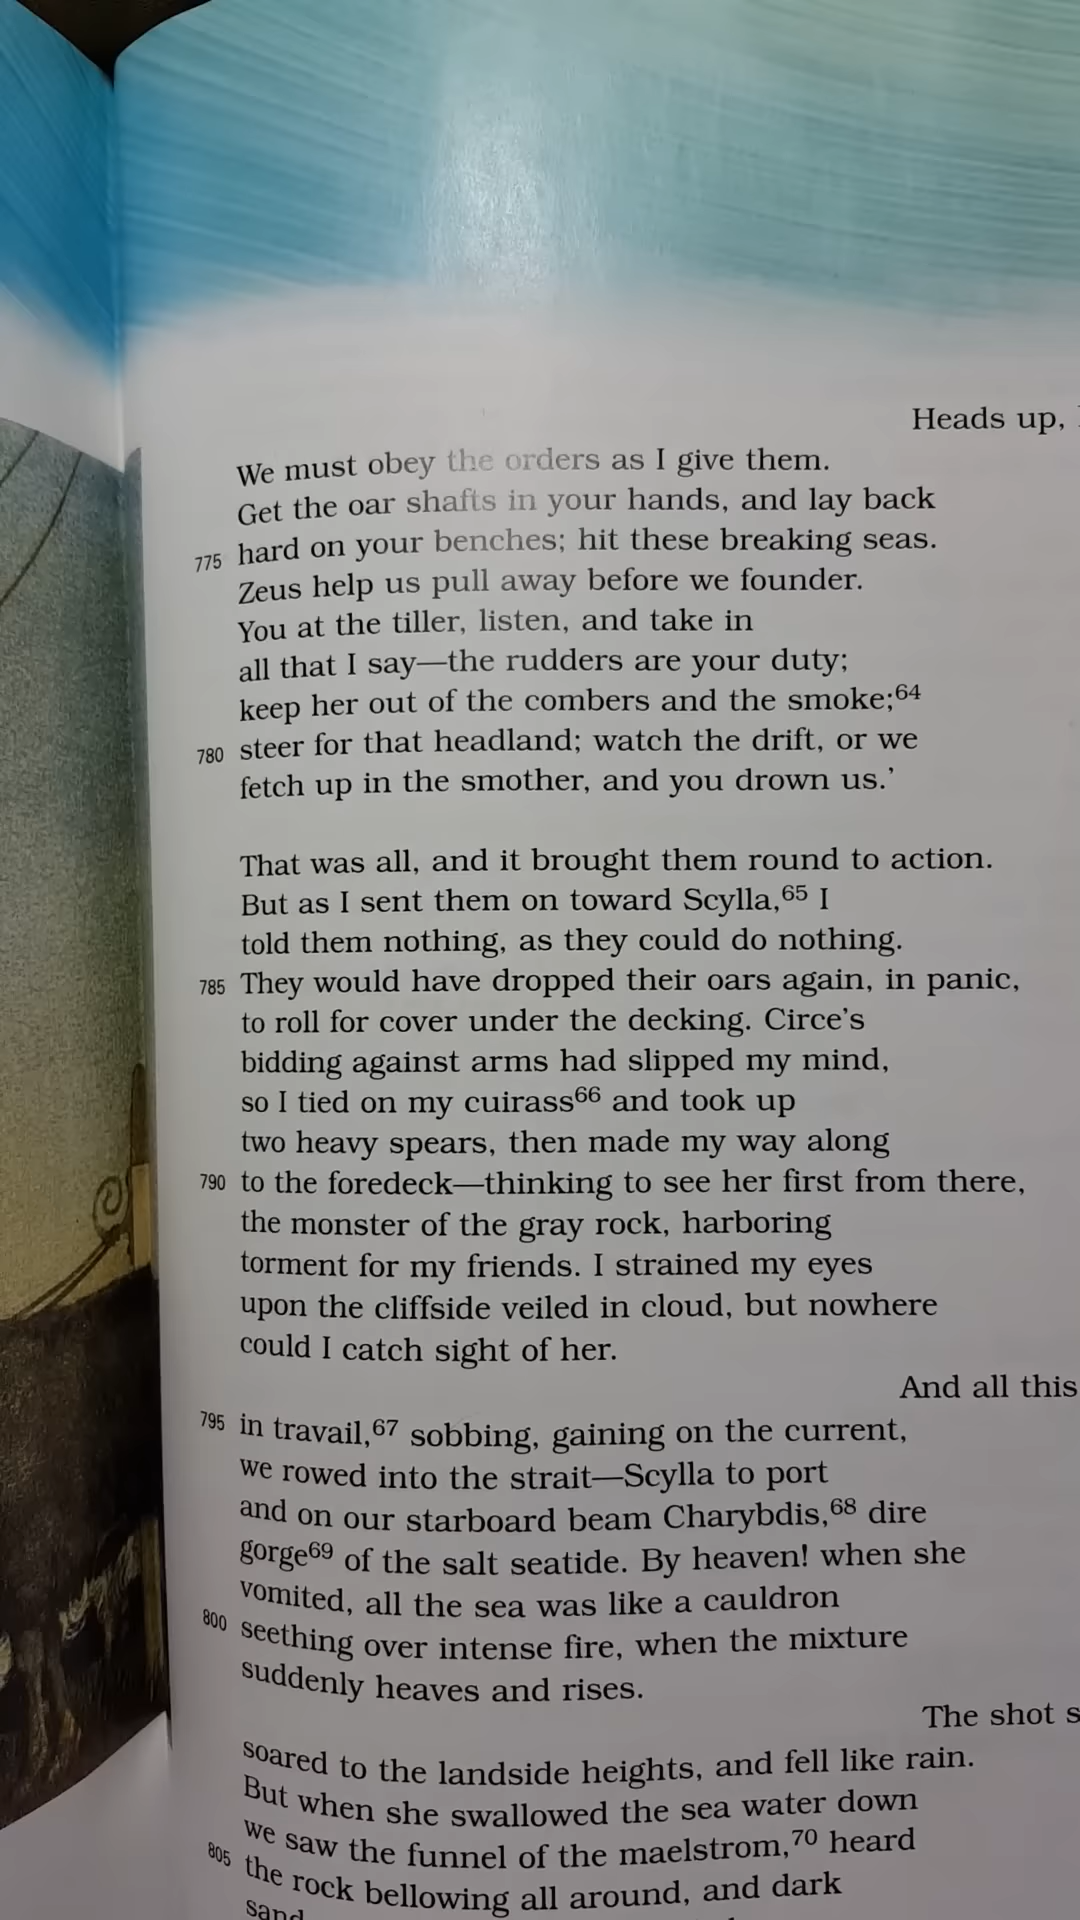 Heads up,
We must obey the orders as I give them.
Get the oar shafts in your hands, and lay back
775 hard on your benches; hit these breaking seas.
Zeus help us pull away before we founder.
You at the tiller, listen, and take in
all that I say—the rudders are your duty;
keep her out of the combers and the smoke;64
780 steer for that headland; watch the drift, or we
fetch up in the smother, and you drown us.’
That was all, and it brought them round to action.
But as I sent them on toward Scylla,65 I
told them nothing, as they could do nothing.
785 They would have dropped their oars again, in panic,
to roll for cover under the decking. Circe’s
bidding against arms had slipped my mind,
so I tied on my cuirass66 and took up
two heavy spears, then made my way along
790 to the foredeck—thinking to see her first from there,
the monster of the gray rock, harboring
torment for my friends. I strained my eyes
upon the cliffside veiled in cloud, but nowhere
could I catch sight of her.
And all this
795 in travail,67 sobbing, gaining on the current,
we rowed into the strait—Scylla to port
and on our starboard beam Charybdis,68 dire
gorge69 of the salt seatide. By heaven! when she
vomited, all the sea was like a cauldron
800 seething over intense fire, when the mixture
suddenly heaves and rises.
The shot
soared to the landside heights, and fell like rain.
But when she swallowed the sea water down
we saw the funnel of the maelstrom,70 heard
805 the rock bellowing all around, and dark
sand